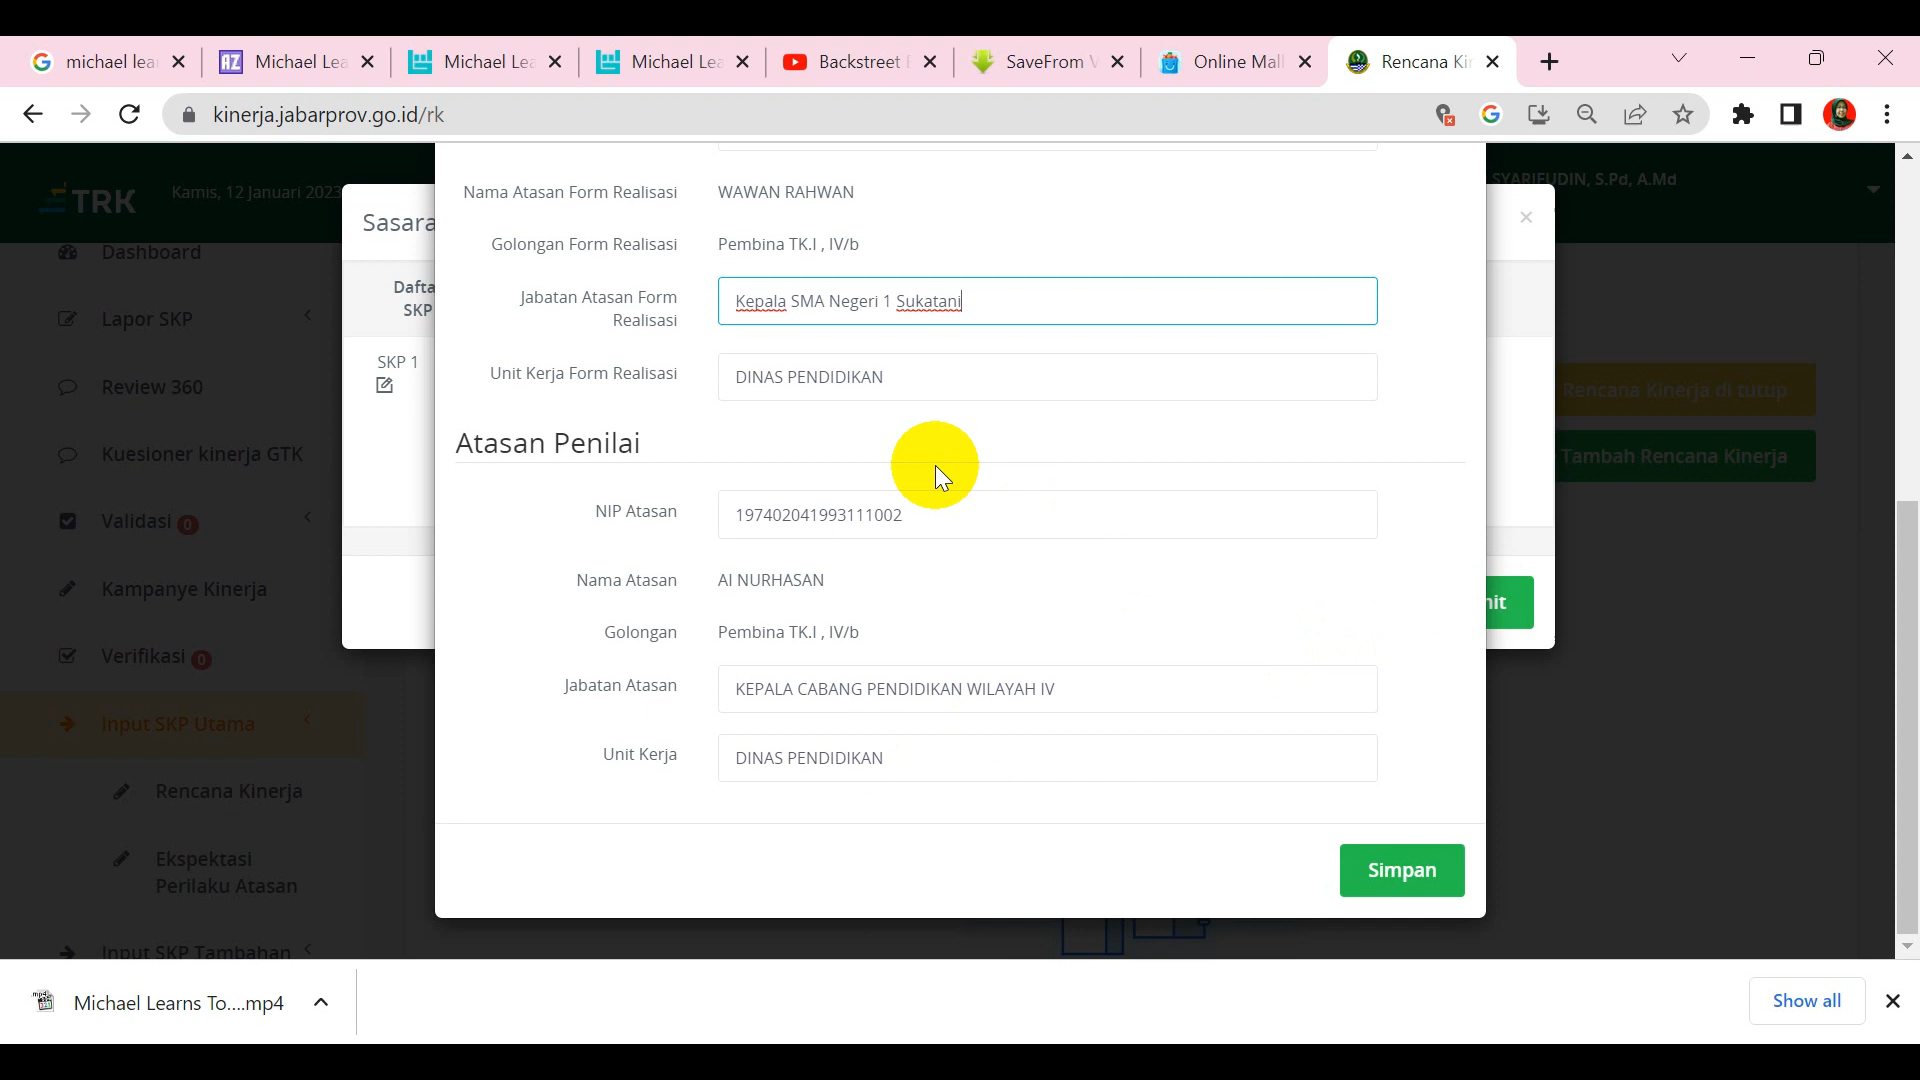 michael lea
Michael Lea
Michael Lea
Michael Lea
Backstreet
SaveFrom
Online Mall
Rencana Ki
kinerja.jabarprov.go.id/rk
TRK
Kamis, 12 Januari 2023
SYARIFUDIN, S.Pd, A.Md
Dashboard
Lapor SKP
Review 360
Kuesioner kinerja GTK
Validasi 0
Kampanye Kinerja
Verifikasi 0
Input SKP Utama
Rencana Kinerja
Ekspektasi
Perilaku Atasan
Input SKP Tambahan
Sasara
Dafta
SKP
SKP 1
Nama Atasan Form Realisasi WAWAN RAHWAN
Golongan Form Realisasi Pembina TK.I , IV/b
Jabatan Atasan Form
Realisasi
Kepala SMA Negeri 1 Sukatani
Unit Kerja Form Realisasi DINAS PENDIDIKAN
Atasan Penilai
NIP Atasan 197402041993111002
Nama Atasan AI NURHASAN
Golongan Pembina TK.I , IV/b
Jabatan Atasan KEPALA CABANG PENDIDIKAN WILAYAH IV
Unit Kerja DINAS PENDIDIKAN
Simpan
Rencana Kinerja di tutup
Tambah Rencana Kinerja
Michael Learns To....mp4
Show all